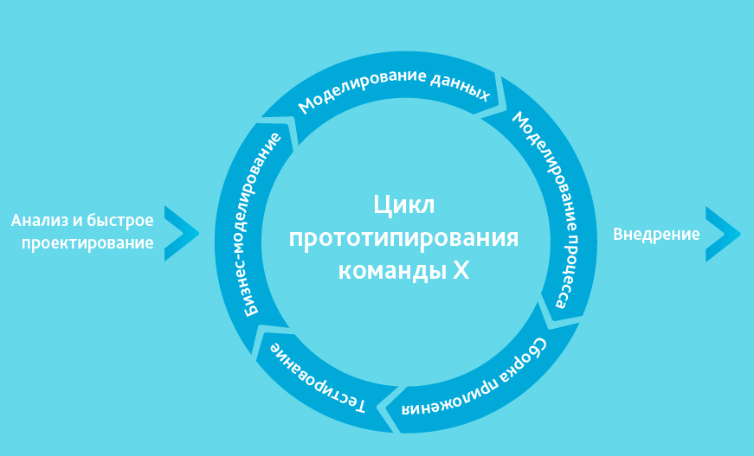 Анализ и быстрое
проектирование
Бизнес-моделирование
Моделирование данных
Моделирование процесса
Сборка приложения
Тестирование
Цикл
прототипирования
команды X
Внедрение